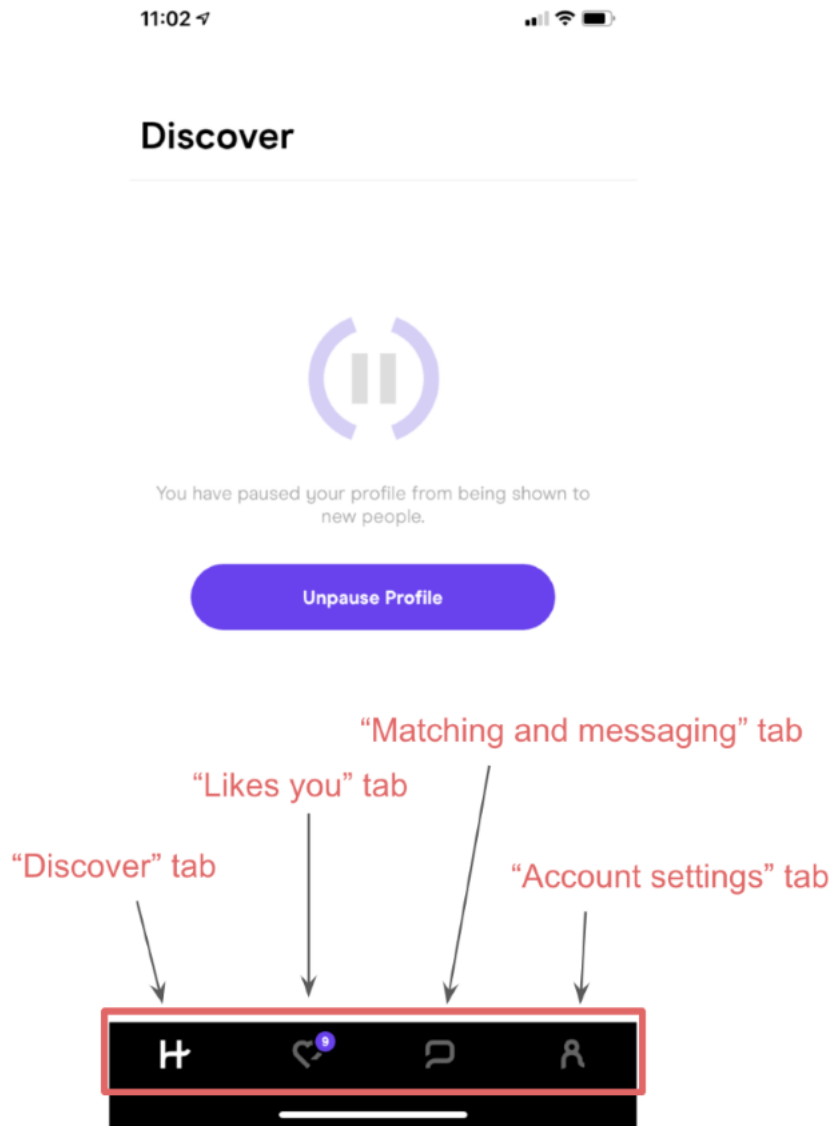 11:02
Discover
You have paused your profile from being shown to
new people.
Unpause Profile
“Matching and messaging” tab
“Likes you” tab
“Discover” tab
“Account settings” tab
9